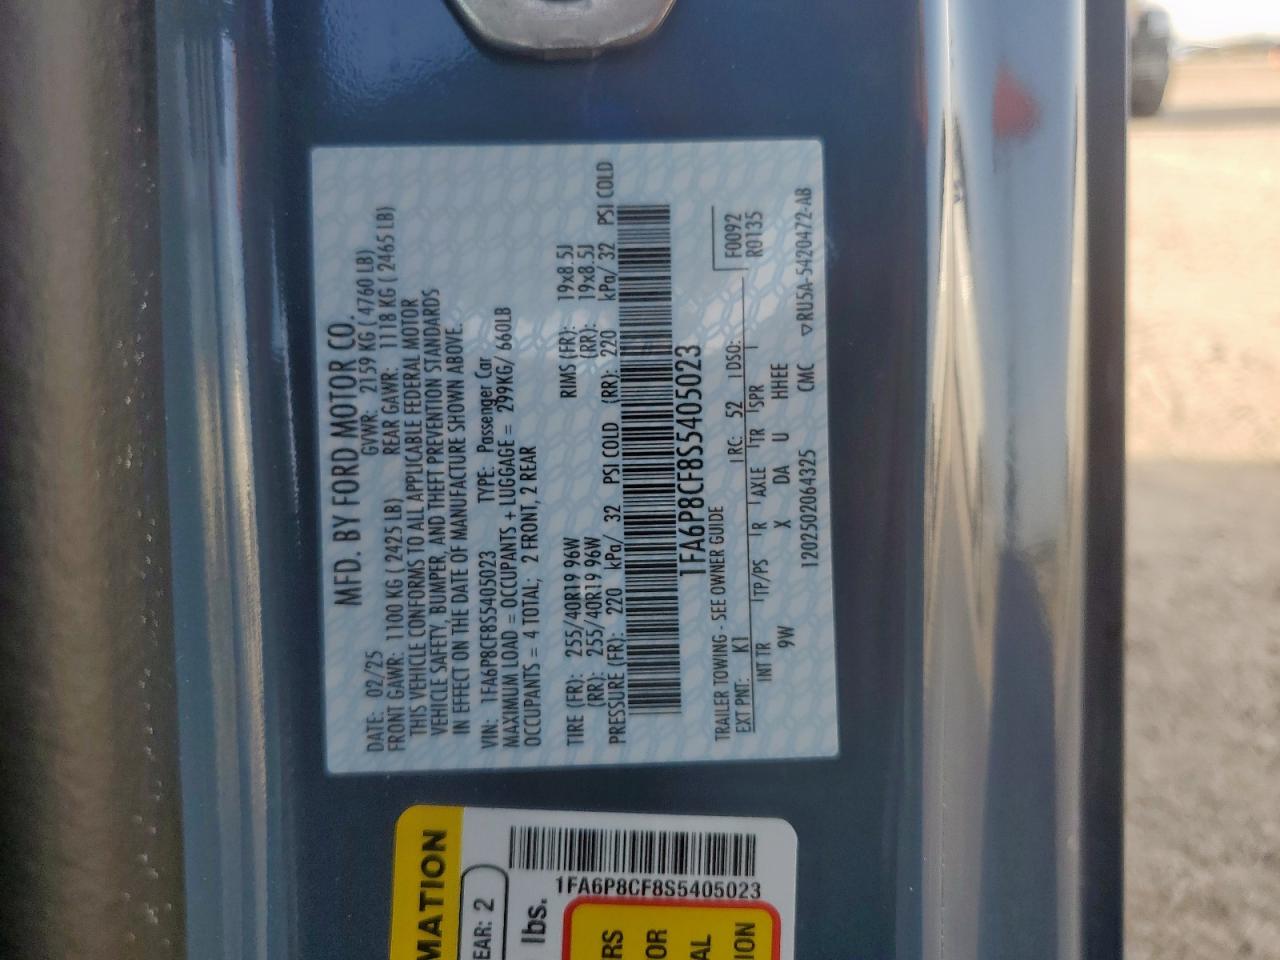 MFD. BY FORD MOTOR CO.
DATE: 02/25 GVWR: 2159 KG ( 4760 LB)
FRONT GAWR: 1100 KG ( 2425 LB) REAR GAWR: 1118 KG ( 2465 LB)
THIS VEHICLE CONFORMS TO ALL APPLICABLE FEDERAL MOTOR
VEHICLE SAFETY, BUMPER, AND THEFT PREVENTION STANDARDS
IN EFFECT ON THE DATE OF MANUFACTURE SHOWN ABOVE.
VIN: 1FA6P8CF8S5405023 TYPE: Passenger Car
MAXIMUM LOAD = OCCUPANTS + LUGGAGE = 299KG/ 660LB
OCCUPANTS = 4 TOTAL; 2 FRONT, 2 REAR
TIRE (FR): 255/40R19 96W RIMS (FR): 19x8.5J
(RR): 255/40R19 96W (RR): 19x8.5J
PRESSURE (FR): 220 kPa/ 32 PSI COLD (RR): 220 kPa/ 32 PSI COLD
1FA6P8CF8S5405023
TRAILER TOWING - SEE OWNER GUIDE F0092
EXT PNT: K1 RC: 52 DSO: R0135
INT TR TP/PS R AXLE TR SPR
9W X DA U HHEE
1202502064325 CMC ▽RU5A-5420472-AB
MATION
EAR: 2
lbs.
1FA6P8CF8S5405023
RS
OR
AL
ION